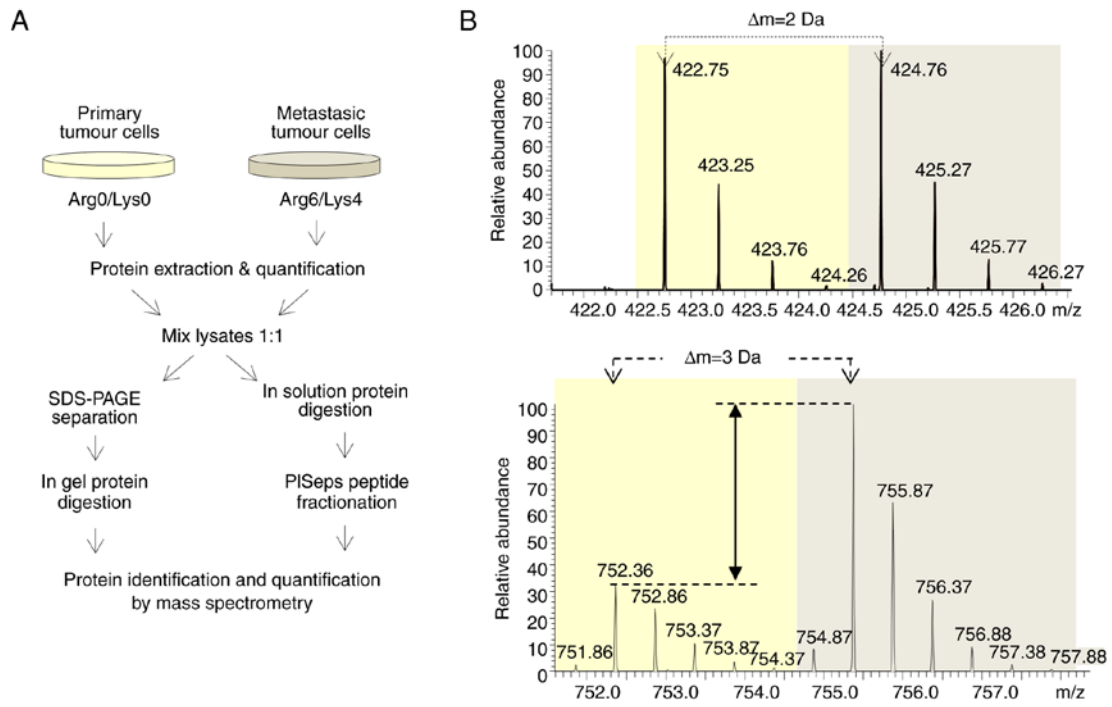 A
Primary
tumour cells
Metastasic
tumour cells
Arg0/Lys0
Arg6/Lys4
Protein extraction & quantification
Mix lysates 1:1
SDS-PAGE
separation
In solution protein
digestion
In gel protein
digestion
PISeps peptide
fractionation
Protein identification and quantification
by mass spectrometry
B
Δm=2 Da
Relative abundance
100
90
80
70
60
50
40
30
20
10
0
422.75
423.25
423.76
424.26
424.76
425.27
425.77
426.27
422.0 422.5 423.0 423.5 424.0 424.5 425.0 425.5 426.0 m/z
Δm=3 Da
Relative abundance
100
90
80
70
60
50
40
30
20
10
0
751.86
752.36
752.86
753.37
753.87
754.37
754.87
755.87
756.37
756.88
757.38
757.88
752.0 753.0 754.0 755.0 756.0 757.0 m/z